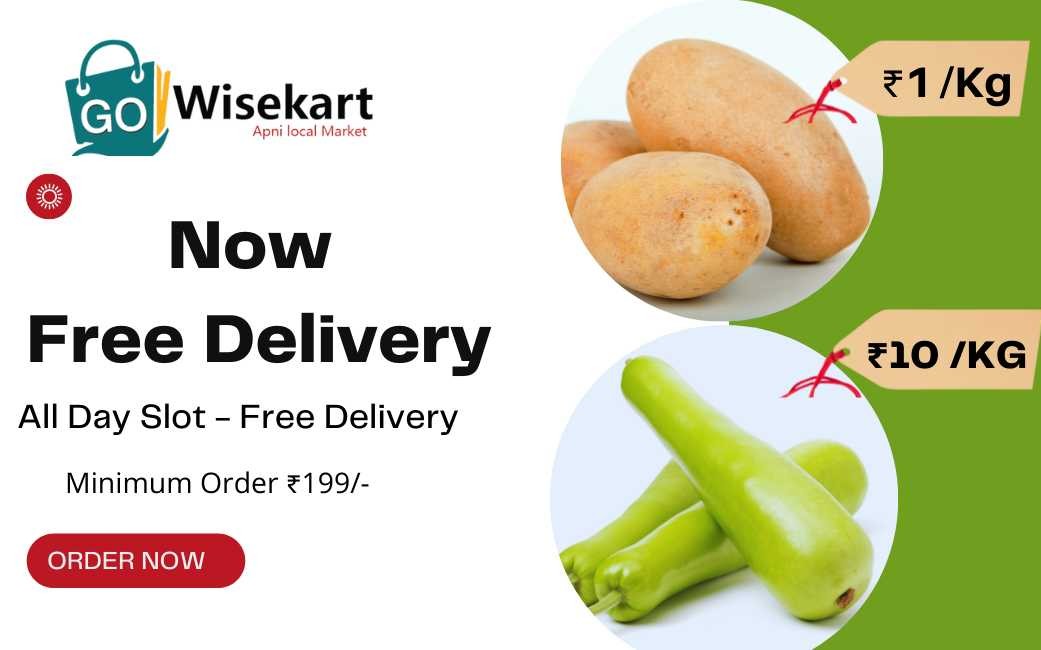 GO Wisekart
Apni local Market
Now
Free Delivery
All Day Slot – Free Delivery
Minimum Order ₹199/-
ORDER NOW
₹1/Kg
₹10 /KG